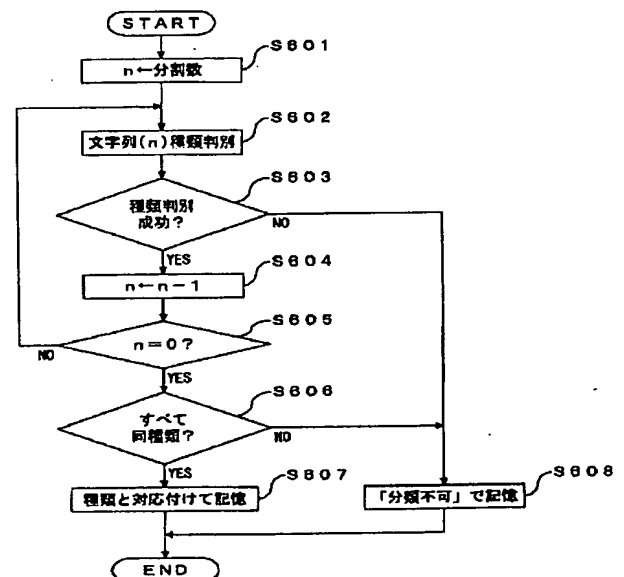 START
S601
n←分割数
S602
文字列(n)種類判別
S603
種類判別
成功?
NO
YES
S604
n←n-1
S605
n=0?
NO
YES
S606
すべて
同種類?
NO
YES
S607
種類と対応付けて記憶
S608
「分類不可」で記憶
END